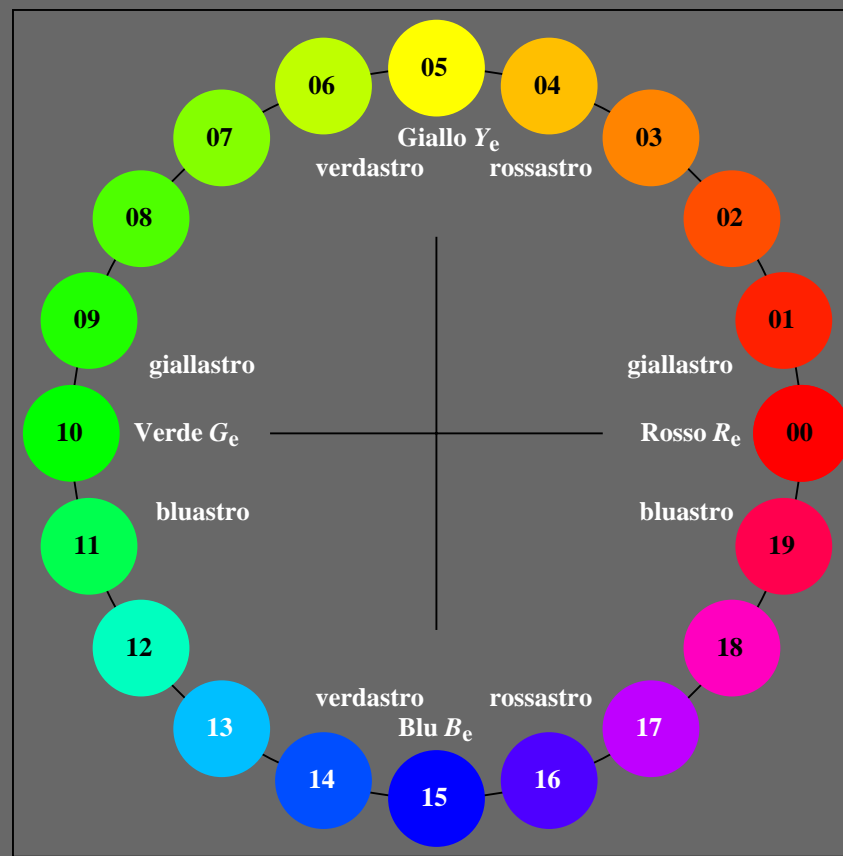 05
06 04
Giallo Ye
07 03
verdastro rossastro
08 02
09 01
giallastro giallastro
10 Verde Ge Rosso Re 00
bluastro bluastro
11 19
12 18
verdastro rossastro
13 Blu Be 17
14 16
15